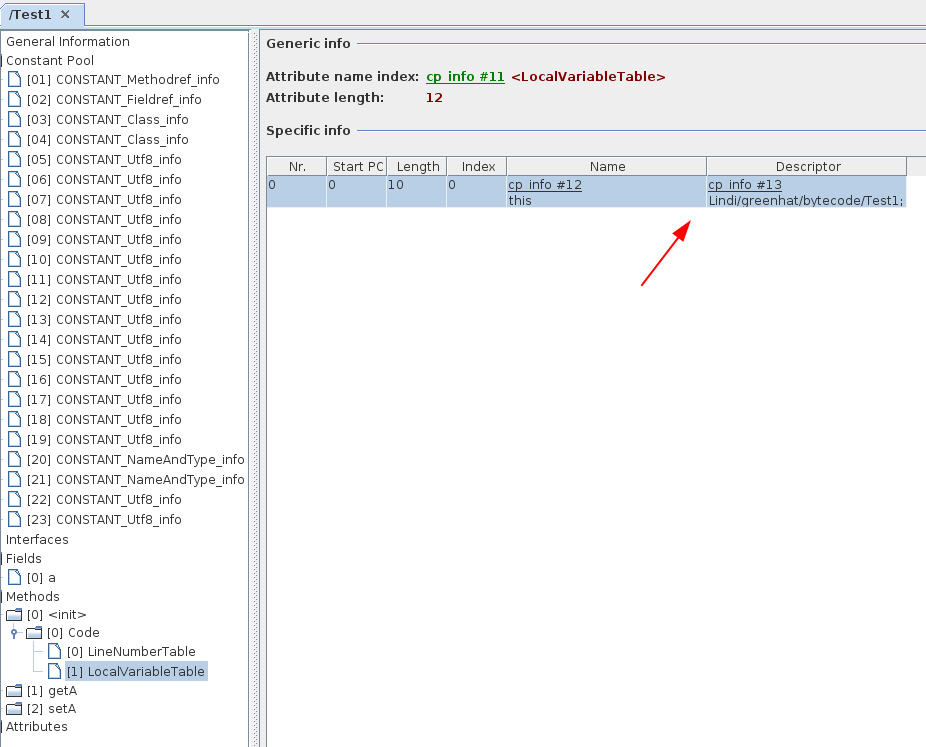 /Test1 ×
General Information
Constant Pool
[01] CONSTANT_Methodref_info
[02] CONSTANT_Fieldref_info
[03] CONSTANT_Class_info
[04] CONSTANT_Class_info
[05] CONSTANT_Utf8_info
[06] CONSTANT_Utf8_info
[07] CONSTANT_Utf8_info
[08] CONSTANT_Utf8_info
[09] CONSTANT_Utf8_info
[10] CONSTANT_Utf8_info
[11] CONSTANT_Utf8_info
[12] CONSTANT_Utf8_info
[13] CONSTANT_Utf8_info
[14] CONSTANT_Utf8_info
[15] CONSTANT_Utf8_info
[16] CONSTANT_Utf8_info
[17] CONSTANT_Utf8_info
[18] CONSTANT_Utf8_info
[19] CONSTANT_Utf8_info
[20] CONSTANT_NameAndType_info
[21] CONSTANT_NameAndType_info
[22] CONSTANT_Utf8_info
[23] CONSTANT_Utf8_info
Interfaces
Fields
[0] a
Methods
[0] <init>
[0] Code
[0] LineNumberTable
[1] LocalVariableTable
[1] getA
[2] setA
Attributes
Generic info
Attribute name index: cp_info #11 <LocalVariableTable>
Attribute length: 12
Specific info
Nr. Start PC Length Index Name Descriptor
0 0 10 0 cp_info #12 cp_info #13
this Lindi/greenhat/bytecode/Test1;